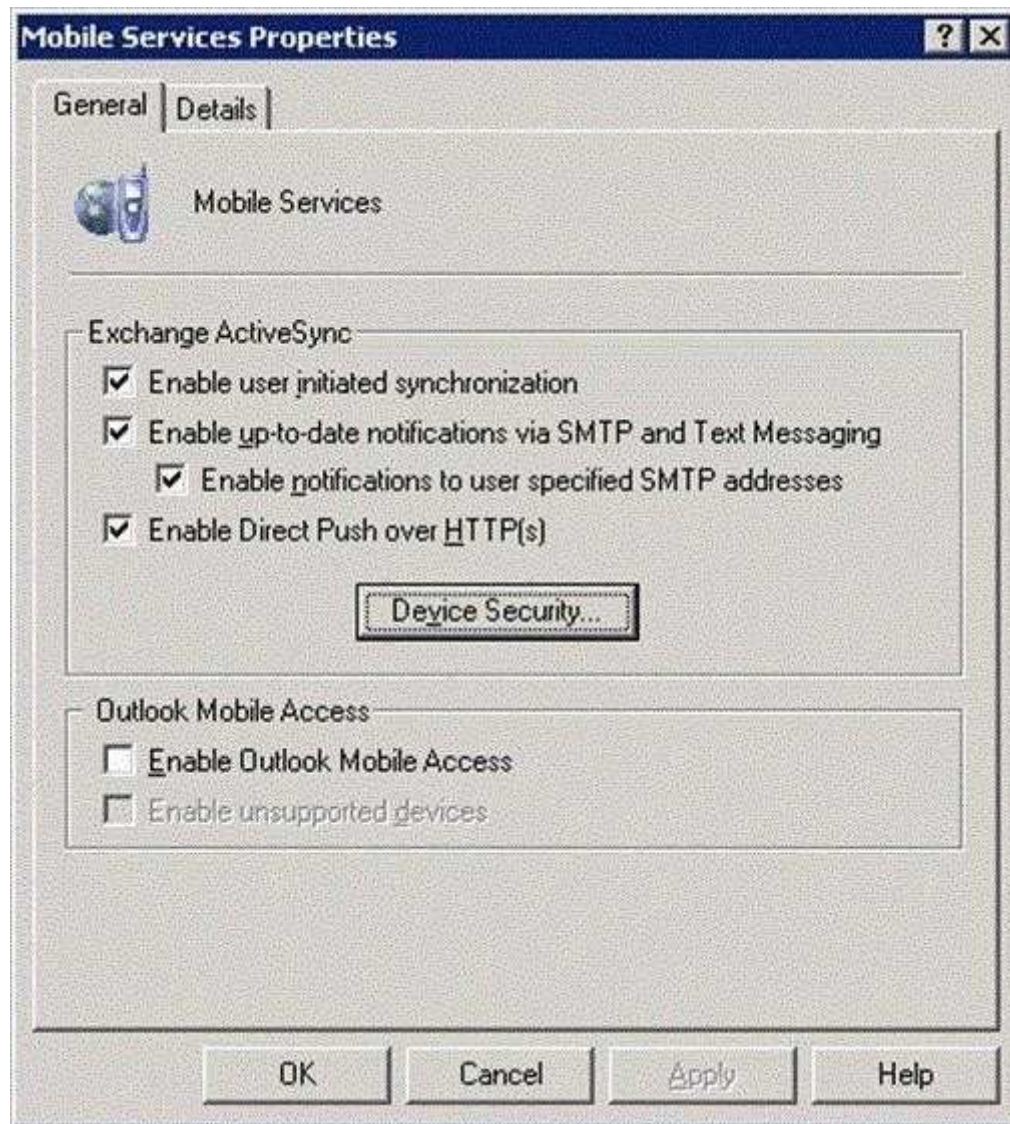 Mobile Services Properties
General Details
Mobile Services
Exchange ActiveSync
Enable user initiated synchronization
Enable up-to-date notifications via SMTP and Text Messaging
Enable notifications to user specified SMTP addresses
Enable Direct Push over HTTP(s)
Device Security...
Outlook Mobile Access
Enable Outlook Mobile Access
Enable unsupported devices
OK Cancel Apply Help